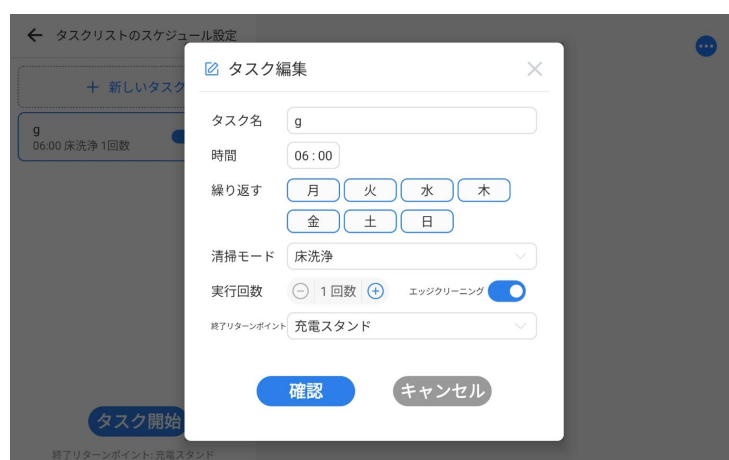 タスクリストのスケジュール設定
+ 新しいタスク
g
06:00 床洗浄 1回数
タスク開始
終了リターンポイント: 充電スタンド
タスク編集
タスク名 g
時間 06 : 00
繰り返す 月 火 水 木
金 土 日
清掃モード 床洗浄
実行回数 1 回数 エッジクリーニング
終了リターンポイント 充電スタンド
確認 キャンセル